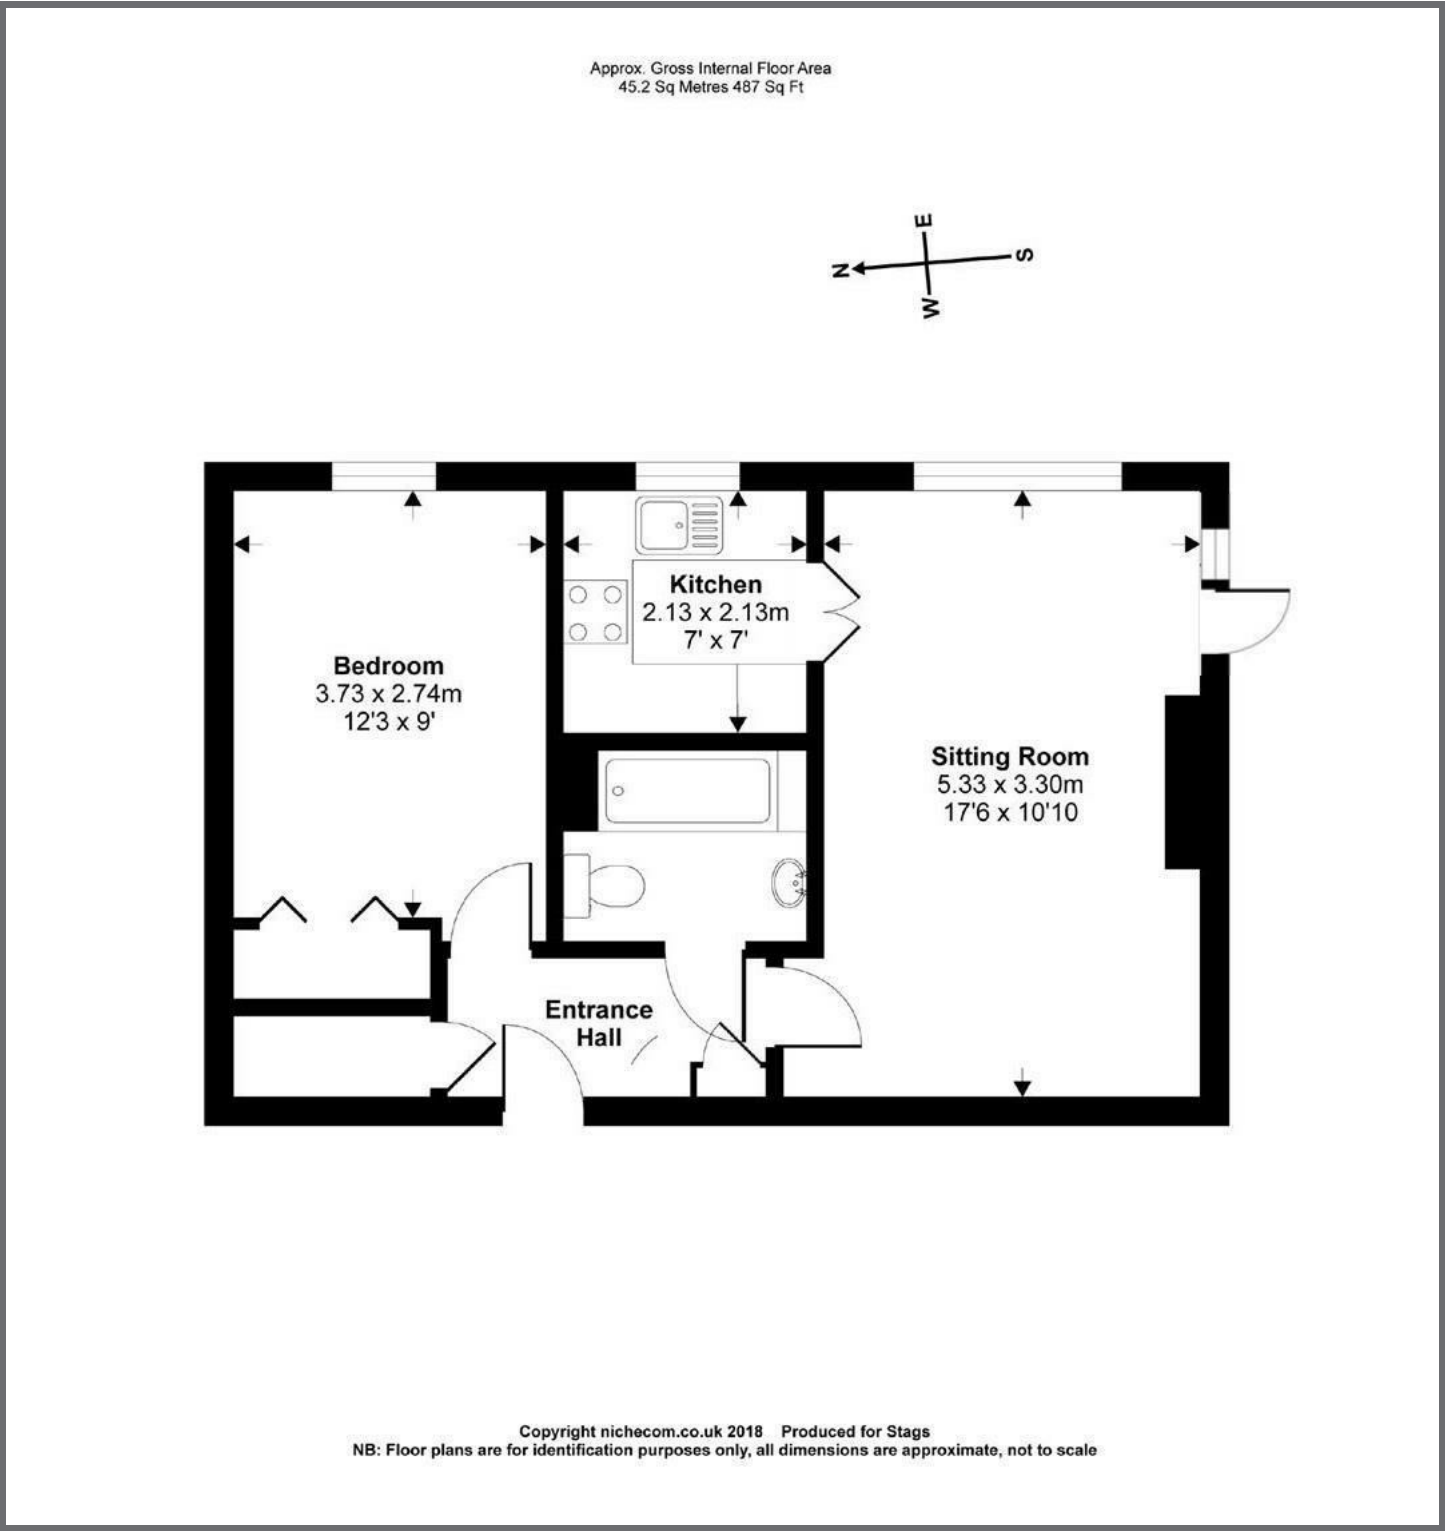 Approx. Gross Internal Floor Area
45.2 Sq Metres 487 Sq Ft
E
N
S
W
Kitchen
2.13 x 2.13m
7' x 7'
Bedroom
3.73 x 2.74m
12'3 x 9'
Sitting Room
5.33 x 3.30m
17'6 x 10'10
Entrance
Hall
Copyright nichecom.co.uk 2018 Produced for Stags
NB: Floor plans are for identification purposes only, all dimensions are approximate, not to scale